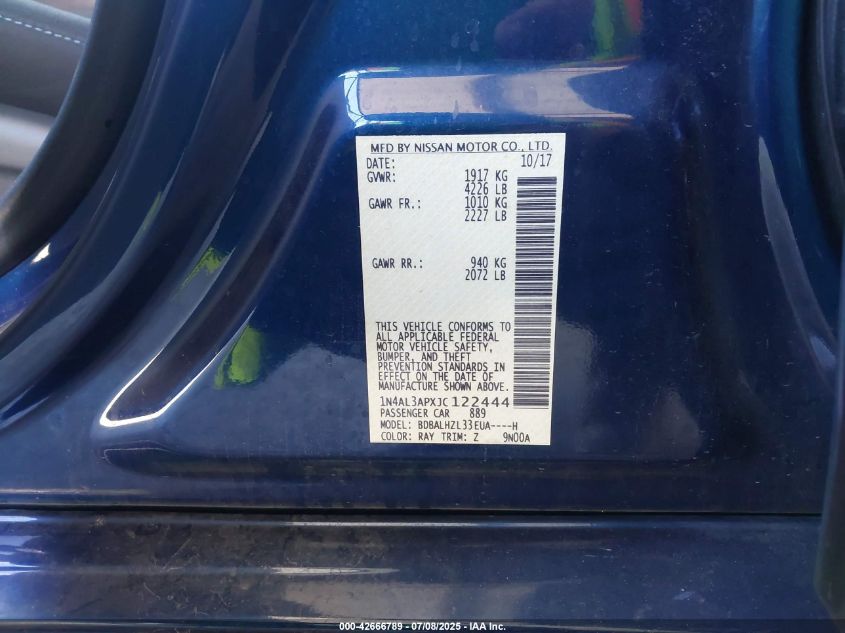 MFD BY NISSAN MOTOR CO., LTD.
DATE: 10/17
GVWR: 1917 KG
4226 LB
GAWR FR.: 1010 KG
2227 LB
GAWR RR.: 940 KG
2072 LB
THIS VEHICLE CONFORMS TO
ALL APPLICABLE FEDERAL
MOTOR VEHICLE SAFETY,
BUMPER, AND THEFT
PREVENTION STANDARDS IN
EFFECT ON THE DATE OF
MANUFACTURE SHOWN ABOVE.
1N4AL3APXJC122444
PASSENGER CAR 889
MODEL: BDBALHZL33EUA----H
COLOR: RAY TRIM: Z 9N00A
000-42666789 - 07/08/2025 - IAA Inc.